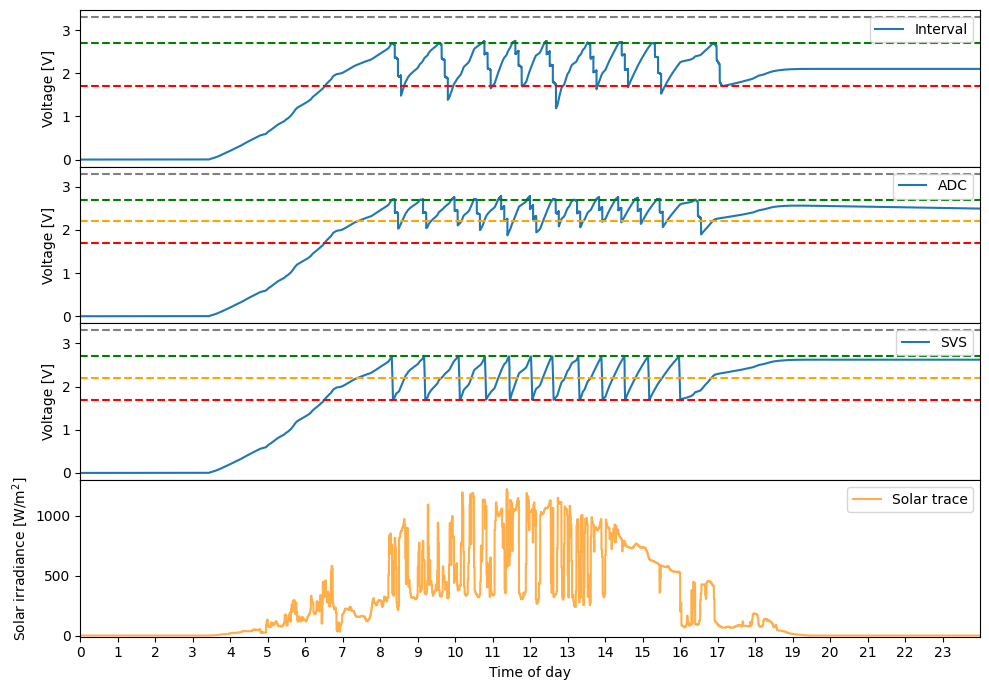 Voltage [V]
3
2
1
0
Interval
Voltage [V]
3
2
1
0
ADC
Voltage [V]
3
2
1
0
SVS
Solar irradiance [W/m²]
1000
500
0
Solar trace
0 1 2 3 4 5 6 7 8 9 10 11 12 13 14 15 16 17 18 19 20 21 22 23
Time of day